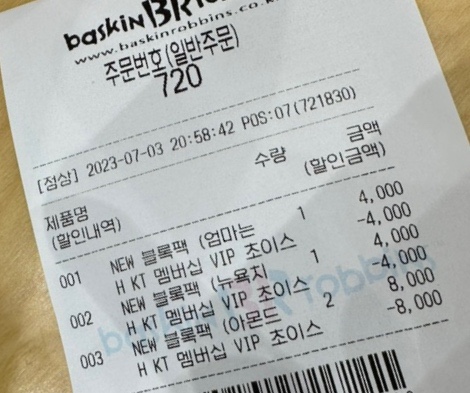 baskin BR
www.baskinrobbins.co.k
주문번호(일반주문)
720
[정상] 2023-07-03 20:58:42 POS:07(721830)
제품명 수량 금액
(할인내역) (할인금액)
001 NEW 블록팩 (엄마는 1 4,000
H KT 멤버십 VIP 초이스 -4,000
002 NEW 블록팩 (뉴욕치 1 4,000
H KT 멤버십 VIP 초이스 -4,000
003 NEW 블록팩 (아몬드 2 8,000
H KT 멤버십 VIP 초이스 -8,000